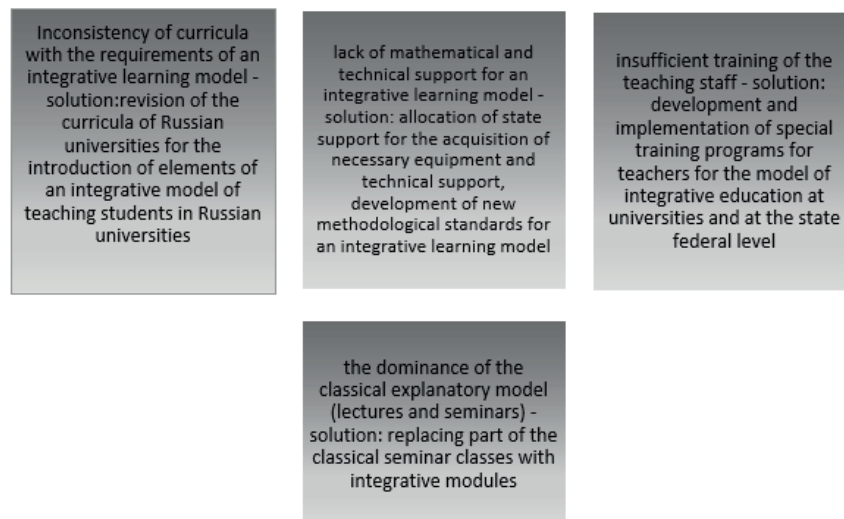 Inconsistency of curricula
with the requirements of an
integrative learning model -
solution:revision of the
curricula of Russian
universities for the
introduction of elements of
an integrative model of
teaching students in Russian
universities
lack of mathematical and
technical support for an
integrative learning model -
solution: allocation of state
support for the acquisition of
necessary equipment and
technical support,
development of new
methodological standards for
an integrative learning model
insufficient training of the
teaching staff - solution:
development and
implementation of special
training programs for
teachers for the model of
integrative education at
universities and at the state
federal level
the dominance of the
classical explanatory model
(lectures and seminars) -
solution: replacing part of the
classical seminar classes with
integrative modules